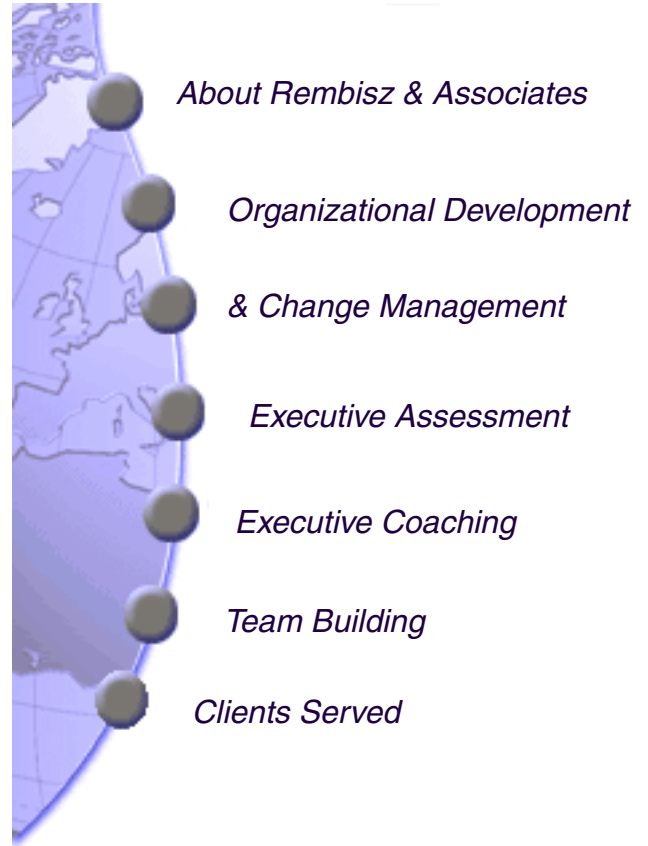 About Rembisz & Associates
Organizational Development
& Change Management
Executive Assessment
Executive Coaching
Team Building
Clients Served